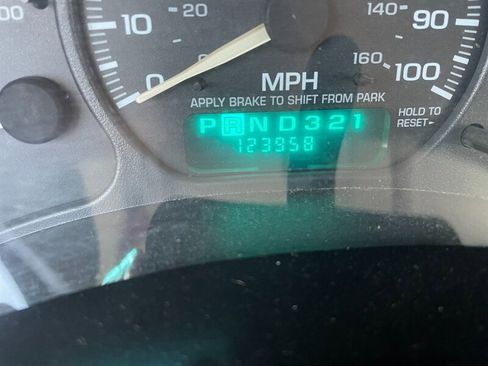 00
0
20
140
160
90
100
MPH
APPLY BRAKE TO SHIFT FROM PARK
HOLD TO
RESET-
P R N D 3 2 1
123958